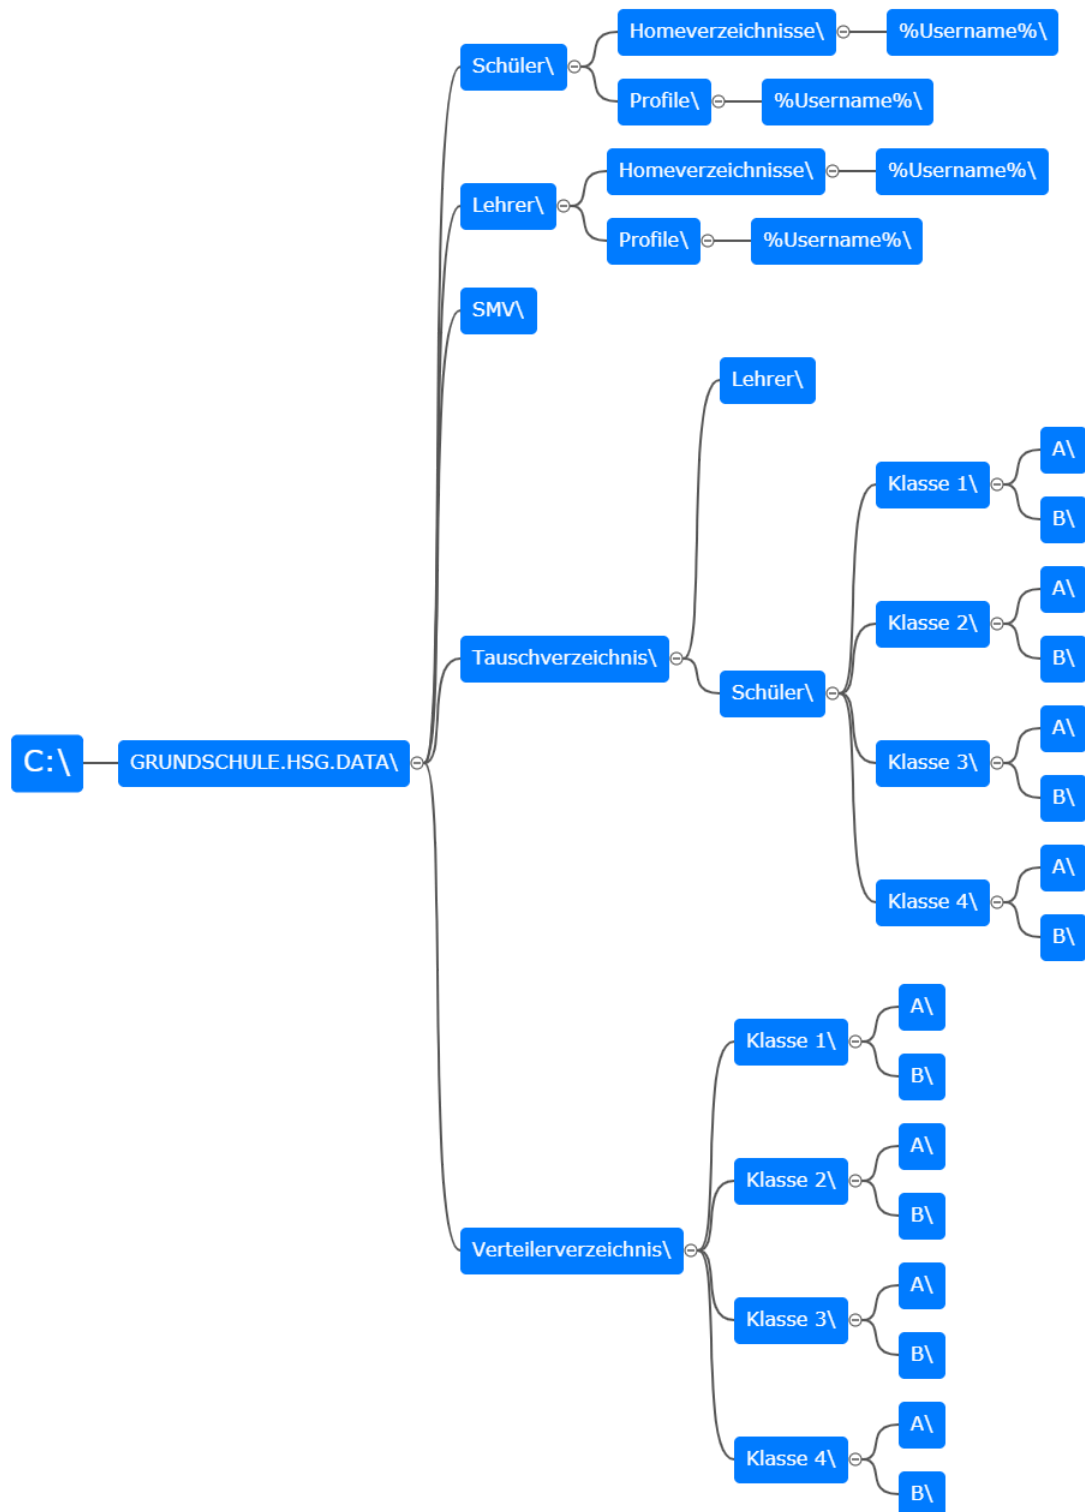 Homeverzeichnisse\
%Username%\
Schüler\
Profile\
%Username%\
Homeverzeichnisse\
%Username%\
Lehrer\
Profile\
%Username%\
SMV\
Lehrer\
A\
Klasse 1\
B\
A\
Klasse 2\
B\
Tauschverzeichnis\
Schüler\
A\
Klasse 3\
B\
C:\
GRUNDSCHULE.HSG.DATA\
A\
Klasse 4\
B\
A\
Klasse 1\
B\
A\
Klasse 2\
B\
Verteilerverzeichnis\
A\
Klasse 3\
B\
A\
Klasse 4\
B\